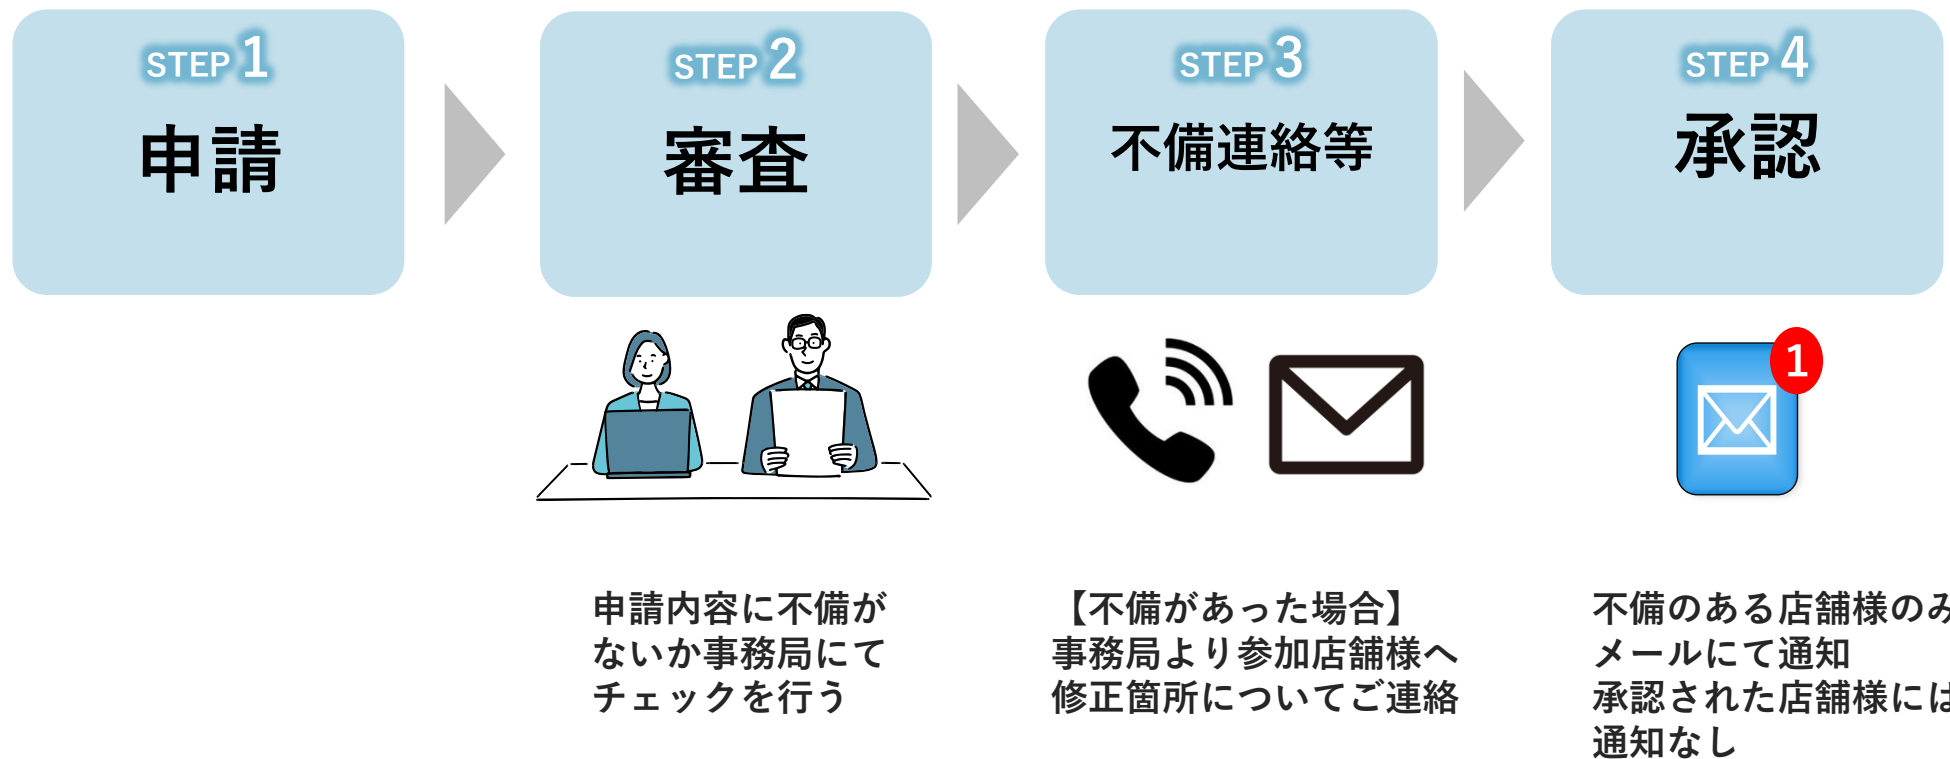 STEP 1
申請
STEP 2
審査
STEP 3
不備連絡等
STEP 4
承認
1
申請内容に不備が
ないか事務局にて
チェックを行う
【不備があった場合】
事務局より参加店舗様へ
修正箇所についてご連絡
不備のある店舗様のみ
メールにて通知
承認された店舗様には
通知なし